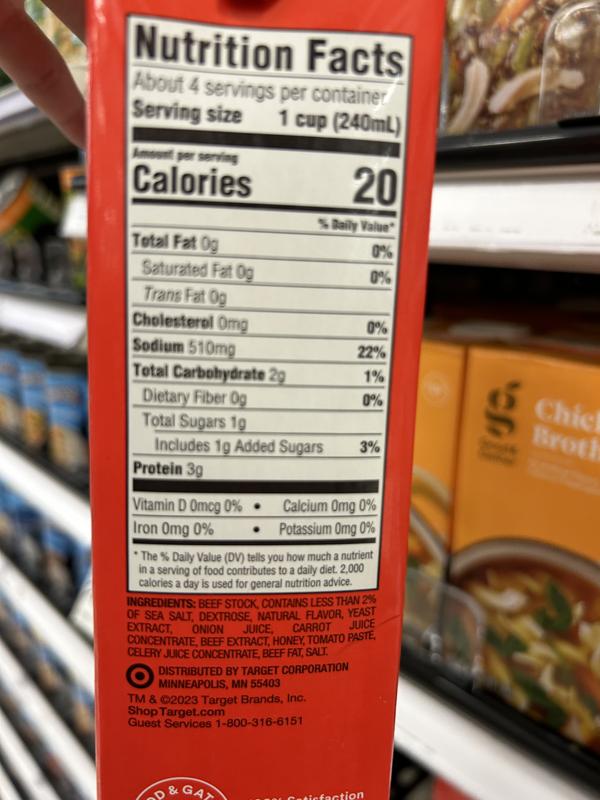 Nutrition Facts
About 4 servings per container
Serving size 1 cup (240mL)
Amount per serving
Calories 20
% Daily Value*
Total Fat 0g 0%
Saturated Fat 0g 0%
Trans Fat 0g
Cholesterol 0mg 0%
Sodium 510mg 22%
Total Carbohydrate 2g 1%
Dietary Fiber 0g 0%
Total Sugars 1g
Includes 1g Added Sugars 3%
Protein 3g
Vitamin D 0mcg 0% • Calcium 0mg 0%
Iron 0mg 0% • Potassium 0mg 0%
* The % Daily Value (DV) tells you how much a nutrient
in a serving of food contributes to a daily diet. 2,000
calories a day is used for general nutrition advice.
INGREDIENTS: BEEF STOCK, CONTAINS LESS THAN 2%
OF SEA SALT, DEXTROSE, NATURAL FLAVOR, YEAST
EXTRACT, ONION JUICE, CARROT JUICE
CONCENTRATE, BEEF EXTRACT, HONEY, TOMATO PASTE,
CELERY JUICE CONCENTRATE, BEEF FAT, SALT.
DISTRIBUTED BY TARGET CORPORATION
MINNEAPOLIS, MN 55403
TM & ©2023 Target Brands, Inc.
ShopTarget.com
Guest Services 1-800-316-6151
Satisfaction
g
Broth